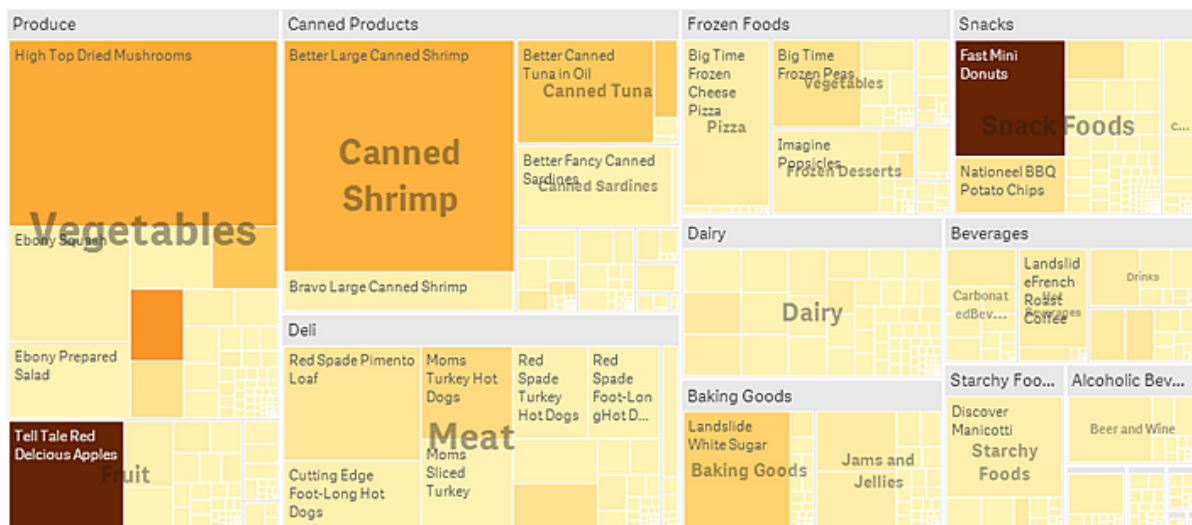 Produce
High Top Dried Mushrooms
Vegetables
Ebony Squash
Ebony Prepared
Salad
Tell Tale Red
Delcious Apples
Fruit
Canned Products
Better Large Canned Shrimp
Canned
Shrimp
Bravo Large Canned Shrimp
Better Canned
Tuna in Oil
Canned Tuna
Better Fancy Canned
Sardines
Canned Sardines
Deli
Red Spade Pimento
Loaf
Cutting Edge
Foot-Long Hot
Dogs
Moms
Turkey Hot
Dogs
Meat
Moms
Sliced
Turkey
Red
Spade
Turkey
Hot Dogs
Red
Spade
Foot-Lon
gHot D...
Frozen Foods
Big Time
Frozen
Cheese
Pizza
Pizza
Big Time
Frozen Peas
Vegetables
Imagine
Popsicles
Frozen Desserts
Dairy
Dairy
Baking Goods
Landslide
White Sugar
Baking Goods
Jams and
Jellies
Snacks
Fast Mini
Donuts
Snack Foods
C...
Nationeel BBQ
Potato Chips
Beverages
Carbonat
edBev...
Landslid
eFrench
Roast
Coffee
Hot
Beverages
Drinks
Starchy Foo...
Discover
Manicotti
Starchy
Foods
Alcoholic Bev...
Beer and Wine